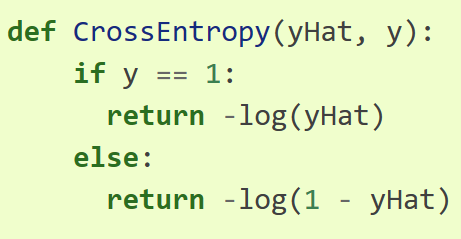 def CrossEntropy(yHat, y):
    if y == 1:
      return -log(yHat)
    else:
      return -log(1 - yHat)